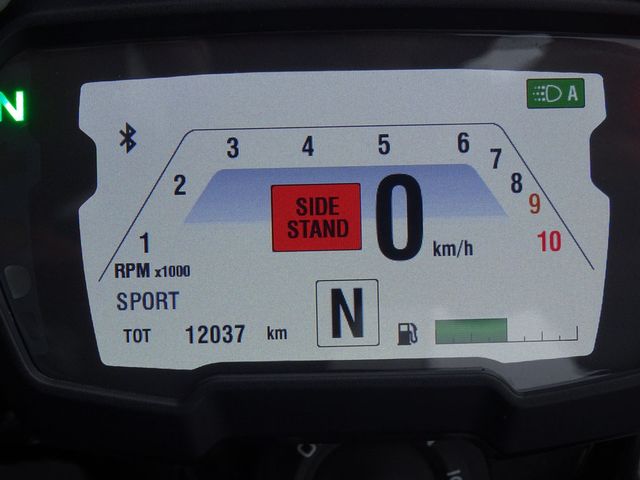 N
A
1 2 3 4 5 6 7 8 9 10
SIDE
STAND
0 km/h
RPM x1000
SPORT
TOT 12037 km
N